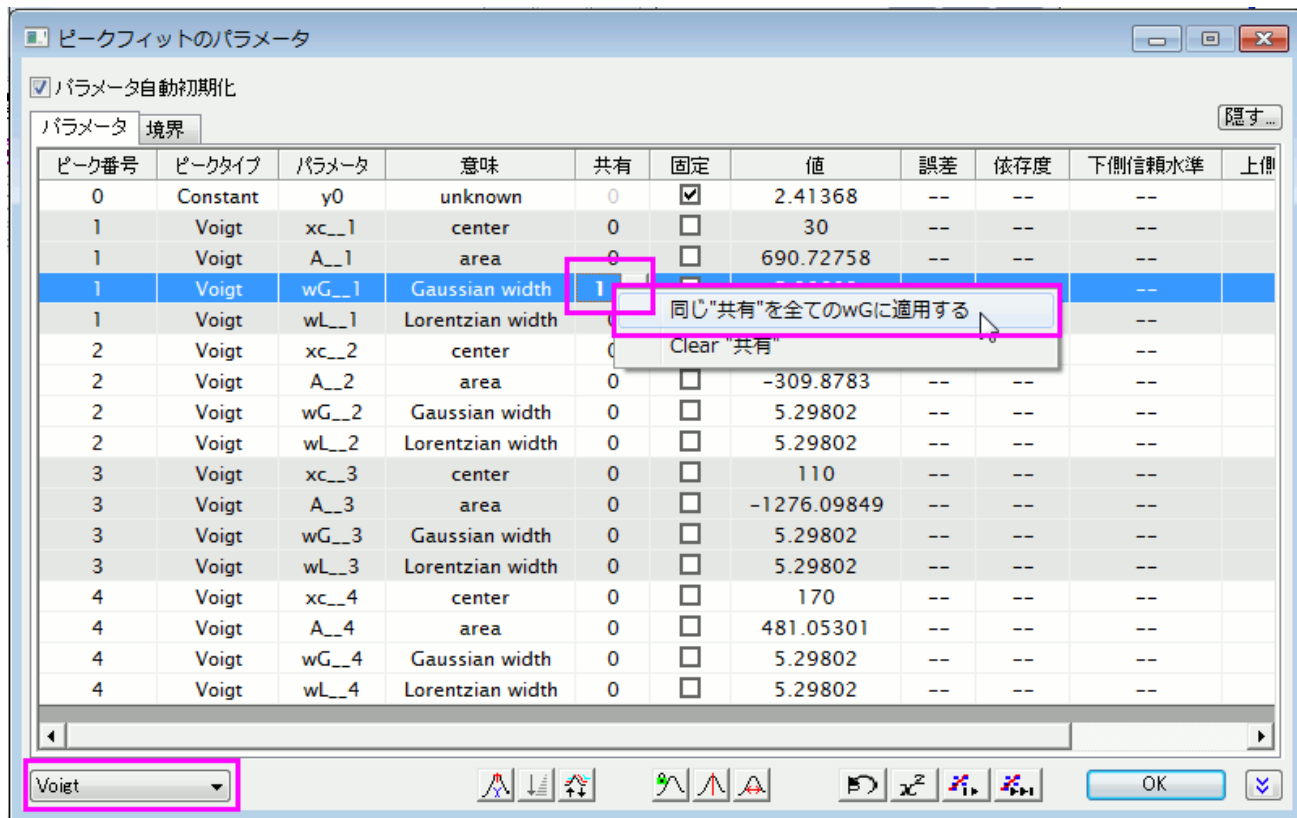 ピークフィットのパラメータ
パラメータ自動初期化
パラメータ 境界 隠す...
ピーク番号 ピークタイプ パラメータ 意味 共有 固定 値 誤差 依存度 下側信頼水準 上側
0 Constant y0 unknown 0 2.41368 -- -- --
1 Voigt xc__1 center 0 30 -- -- --
1 Voigt A__1 area 0 690.72758 -- -- --
1 Voigt wG__1 Gaussian width 1 --
同じ"共有"を全てのwGに適用する
1 Voigt wL__1 Lorentzian width --
Clear "共有"
2 Voigt xc__2 center --
2 Voigt A__2 area 0 -309.8783 -- -- --
2 Voigt wG__2 Gaussian width 0 5.29802 -- -- --
2 Voigt wL__2 Lorentzian width 0 5.29802 -- -- --
3 Voigt xc__3 center 0 110 -- -- --
3 Voigt A__3 area 0 -1276.09849 -- -- --
3 Voigt wG__3 Gaussian width 0 5.29802 -- -- --
3 Voigt wL__3 Lorentzian width 0 5.29802 -- -- --
4 Voigt xc__4 center 0 170 -- -- --
4 Voigt A__4 area 0 481.05301 -- -- --
4 Voigt wG__4 Gaussian width 0 5.29802 -- -- --
4 Voigt wL__4 Lorentzian width 0 5.29802 -- -- --
Voigt χ² OK